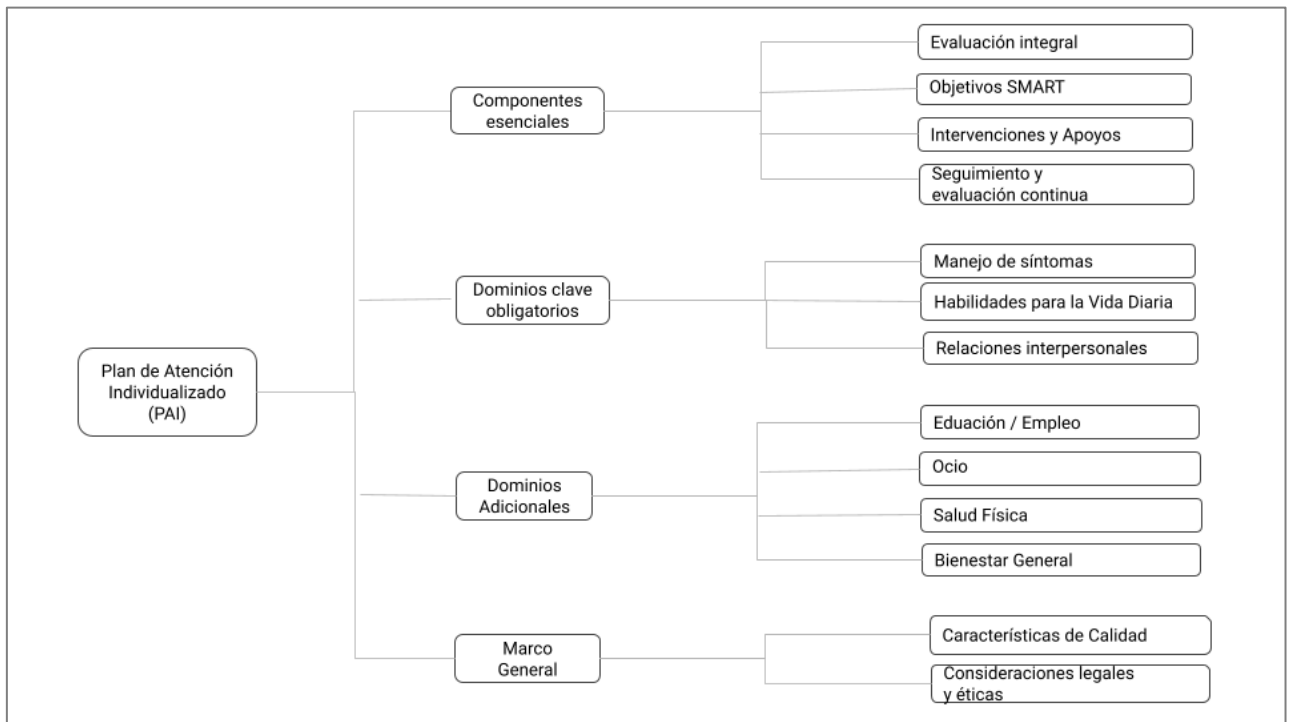 Plan de Atención
Individualizado
(PAI)
Componentes
esenciales
Evaluación integral
Objetivos SMART
Intervenciones y Apoyos
Seguimiento y
evaluación continua
Dominios clave
obligatorios
Manejo de síntomas
Habilidades para la Vida Diaria
Relaciones interpersonales
Dominios
Adicionales
Eduación / Empleo
Ocio
Salud Física
Bienestar General
Marco
General
Características de Calidad
Consideraciones legales
y éticas